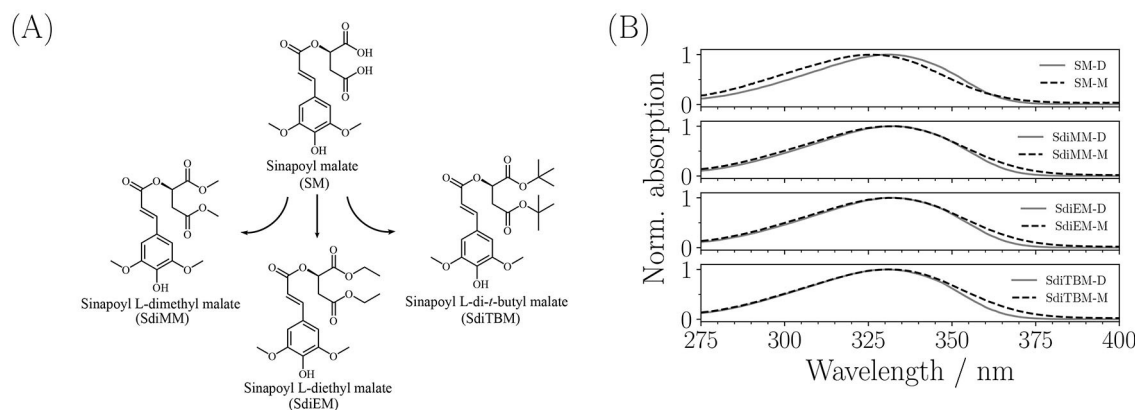 (A)
O
O
O
OH
OH
O
O
O
OH
Sinapoyl malate
(SM)
O
O
O
O
O
O
O
O
OH
Sinapoyl L-dimethyl malate
(SdiMM)
O
O
O
O
O
O
O
O
OH
Sinapoyl L-diethyl malate
(SdiEM)
O
O
O
O
O
O
O
O
OH
Sinapoyl L-di-t-butyl malate
(SdiTBM)
(B)
Norm. absorption
1
0
SM-D
SM-M
1
0
SdiMM-D
SdiMM-M
1
0
SdiEM-D
SdiEM-M
1
0
SdiTBM-D
SdiTBM-M
275 300 325 350 375 400
Wavelength / nm